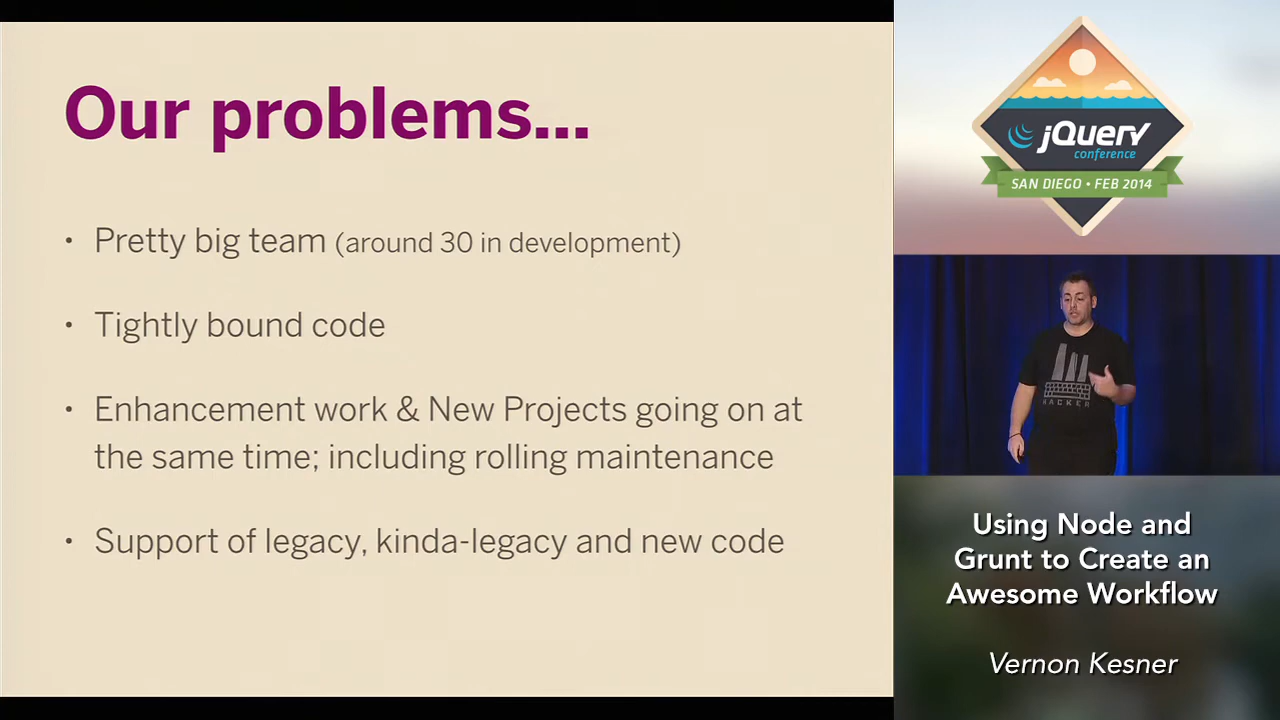 Our problems...
• Pretty big team (around 30 in development)
• Tightly bound code
• Enhancement work & New Projects going on at
the same time; including rolling maintenance
• Support of legacy, kinda-legacy and new code
jQuery
conference
SAN DIEGO • FEB 2014
HACKER
Using Node and
Grunt to Create an
Awesome Workflow
Vernon Kesner